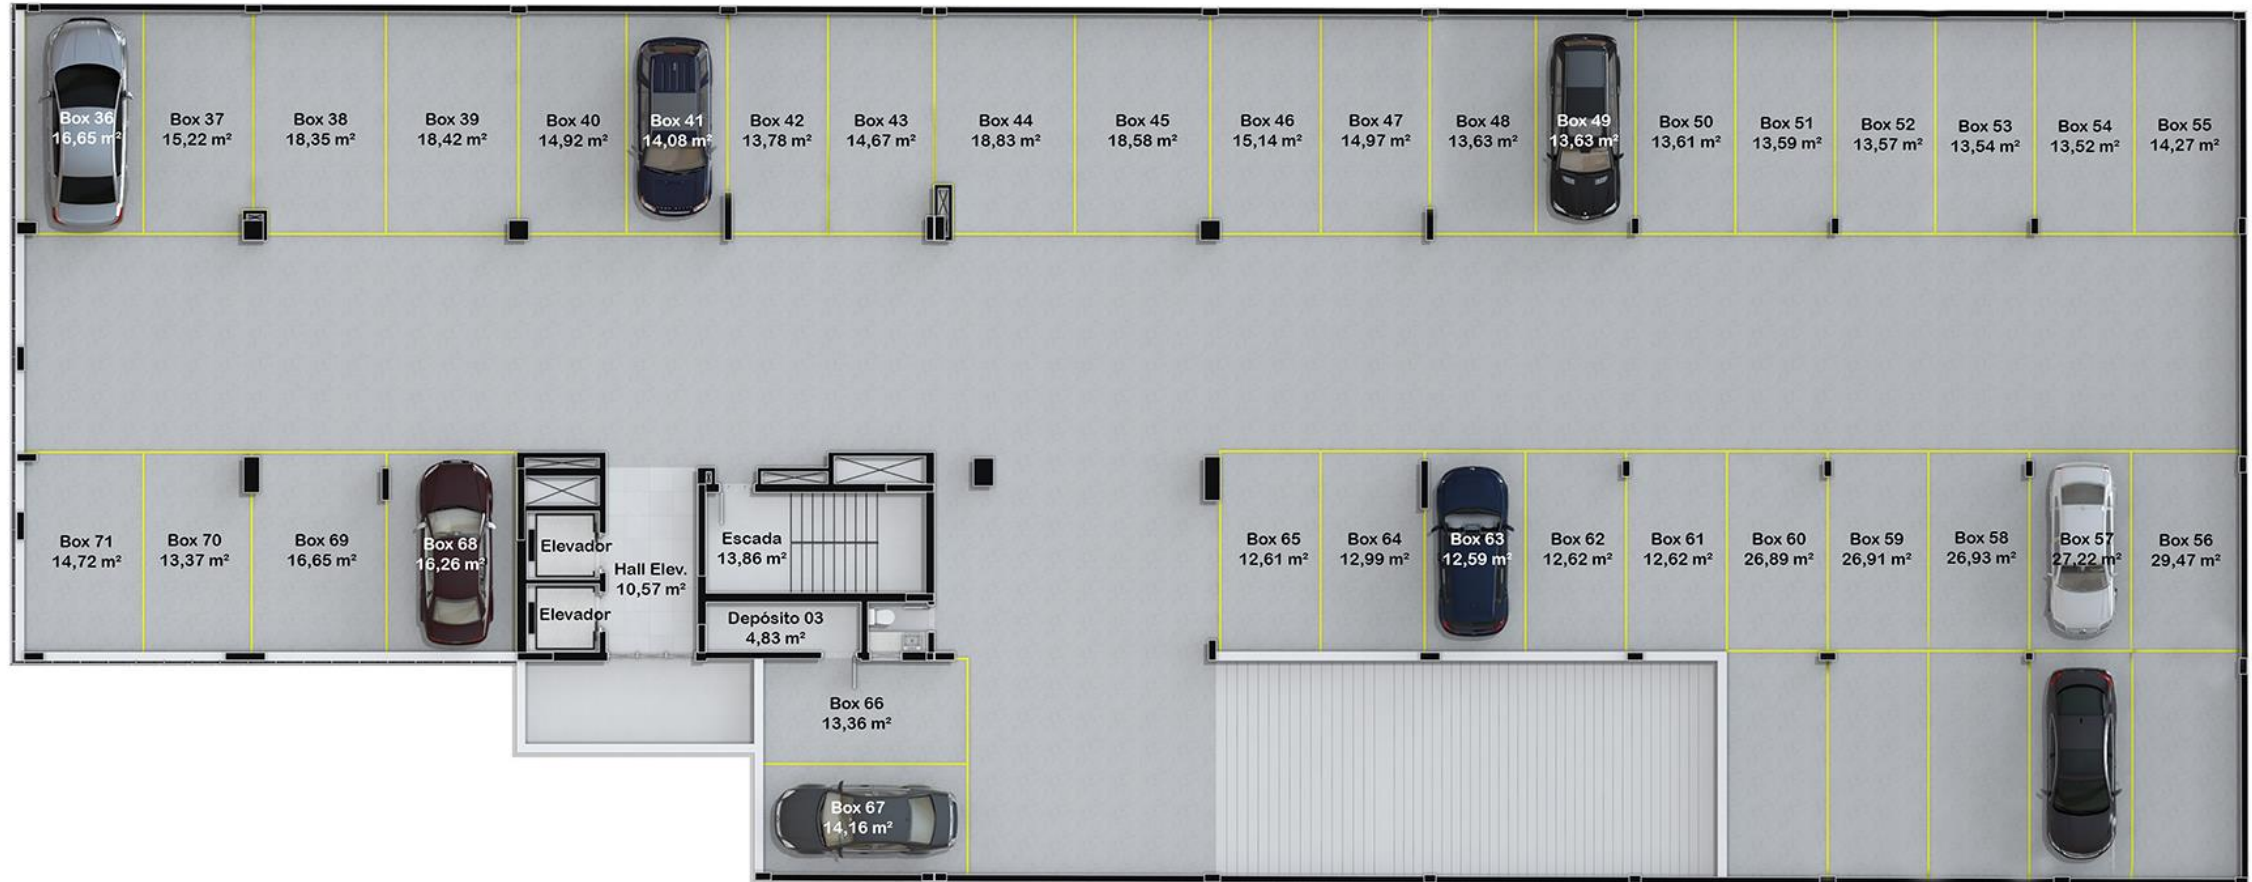 Box 36
16,65 m²
Box 37
15,22 m²
Box 38
18,35 m²
Box 39
18,42 m²
Box 40
14,92 m²
Box 41
14,08 m²
Box 42
13,78 m²
Box 43
14,67 m²
Box 44
18,83 m²
Box 45
18,58 m²
Box 46
15,14 m²
Box 47
14,97 m²
Box 48
13,63 m²
Box 49
13,63 m²
Box 50
13,61 m²
Box 51
13,59 m²
Box 52
13,57 m²
Box 53
13,54 m²
Box 54
13,52 m²
Box 55
14,27 m²
Box 71
14,72 m²
Box 70
13,37 m²
Box 69
16,65 m²
Box 68
16,26 m²
Elevador
Elevador
Hall Elev.
10,57 m²
Escada
13,86 m²
Depósito 03
4,83 m²
Box 65
12,61 m²
Box 64
12,99 m²
Box 63
12,59 m²
Box 62
12,62 m²
Box 61
12,62 m²
Box 60
26,89 m²
Box 59
26,91 m²
Box 58
26,93 m²
Box 57
27,22 m²
Box 56
29,47 m²
Box 66
13,36 m²
Box 67
14,16 m²